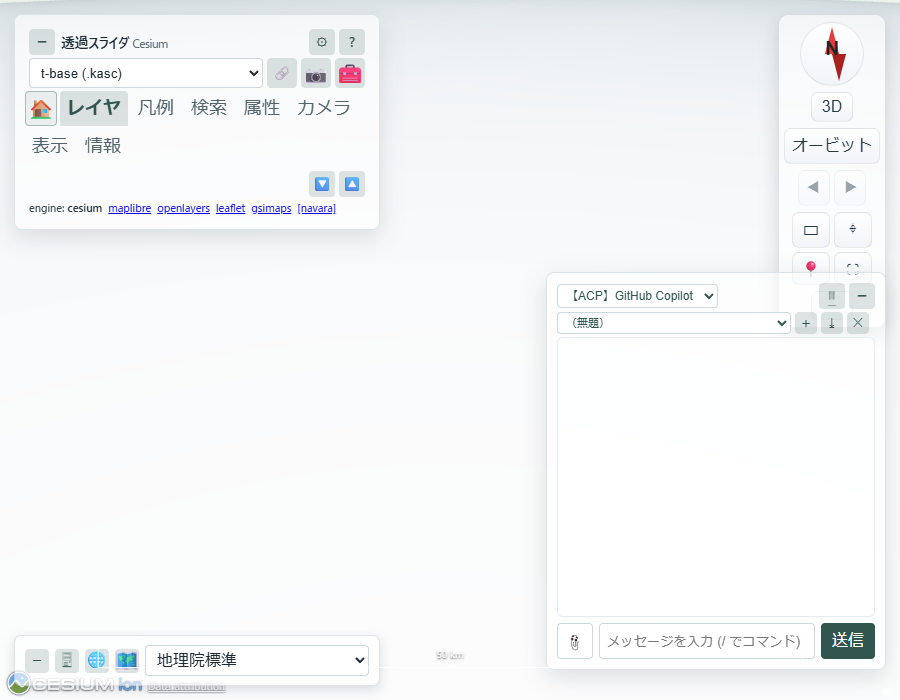 透過スライダ Cesium
?
t-base (.kasc)
レイヤ 凡例 検索 属性 カメラ
表示 情報
engine: cesium maplibre openlayers leaflet gsimaps [navara]
N
3D
オービット
【ACP】GitHub Copilot
（無題）
メッセージを入力 (/ でコマンド)
送信
地理院標準
50 km
CESIUM ion Data attribution